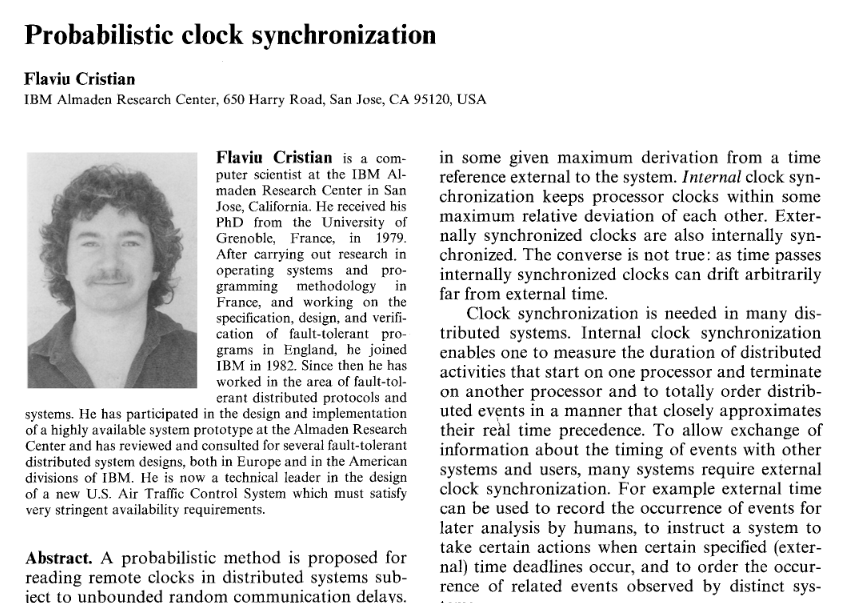 Probabilistic clock synchronization
Flaviu Cristian
IBM Almaden Research Center, 650 Harry Road, San Jose, CA 95120, USA
Flaviu Cristian is a com-
puter scientist at the IBM Al-
maden Research Center in San
Jose, California. He received his
PhD from the University of
Grenoble, France, in 1979.
After carrying out research in
operating systems and pro-
gramming methodology in
France, and working on the
specification, design, and verifi-
cation of fault-tolerant pro-
grams in England, he joined
IBM in 1982. Since then he has
worked in the area of fault-tol-
erant distributed protocols and
systems. He has participated in the design and implementation
of a highly available system prototype at the Almaden Research
Center and has reviewed and consulted for several fault-tolerant
distributed system designs, both in Europe and in the American
divisions of IBM. He is now a technical leader in the design
of a new U.S. Air Traffic Control System which must satisfy
very stringent availability requirements.
Abstract. A probabilistic method is proposed for
reading remote clocks in distributed systems sub-
ject to unbounded random communication delays.
in some given maximum derivation from a time
reference external to the system. Internal clock syn-
chronization keeps processor clocks within some
maximum relative deviation of each other. Exter-
nally synchronized clocks are also internally syn-
chronized. The converse is not true: as time passes
internally synchronized clocks can drift arbitrarily
far from external time.
Clock synchronization is needed in many dis-
tributed systems. Internal clock synchronization
enables one to measure the duration of distributed
activities that start on one processor and terminate
on another processor and to totally order distrib-
uted events in a manner that closely approximates
their real time precedence. To allow exchange of
information about the timing of events with other
systems and users, many systems require external
clock synchronization. For example external time
can be used to record the occurrence of events for
later analysis by humans, to instruct a system to
take certain actions when certain specified (exter-
nal) time deadlines occur, and to order the occur-
rence of related events observed by distinct sys-